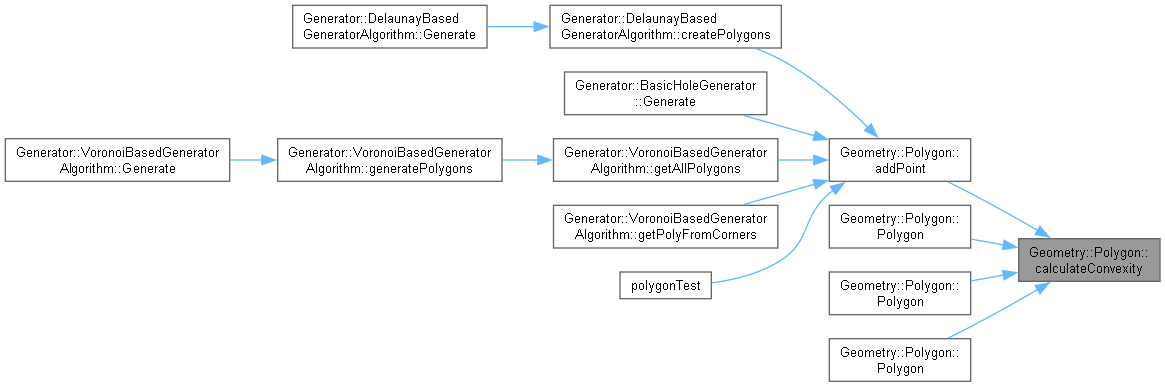 Generator::DelaunayBased
GeneratorAlgorithm::Generate
Generator::DelaunayBased
GeneratorAlgorithm::createPolygons
Generator::BasicHoleGenerator
::Generate
Generator::VoronoiBasedGenerator
Algorithm::Generate
Generator::VoronoiBasedGenerator
Algorithm::generatePolygons
Generator::VoronoiBasedGenerator
Algorithm::getAllPolygons
Geometry::Polygon::
addPoint
Generator::VoronoiBasedGenerator
Algorithm::getPolyFromCorners
Geometry::Polygon::
Polygon
Geometry::Polygon::
calculateConvexity
polygonTest
Geometry::Polygon::
Polygon
Geometry::Polygon::
Polygon